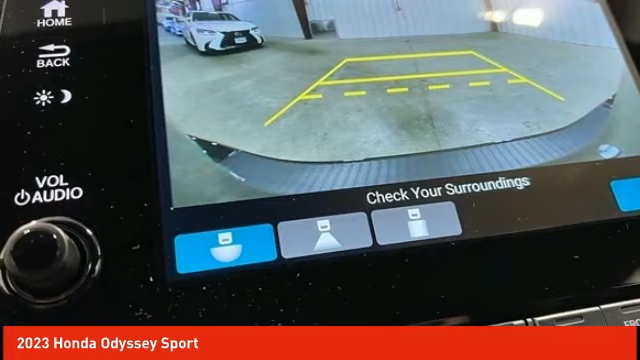 HOME
BACK
VOL
AUDIO
Check Your Surroundings
2023 Honda Odyssey Sport